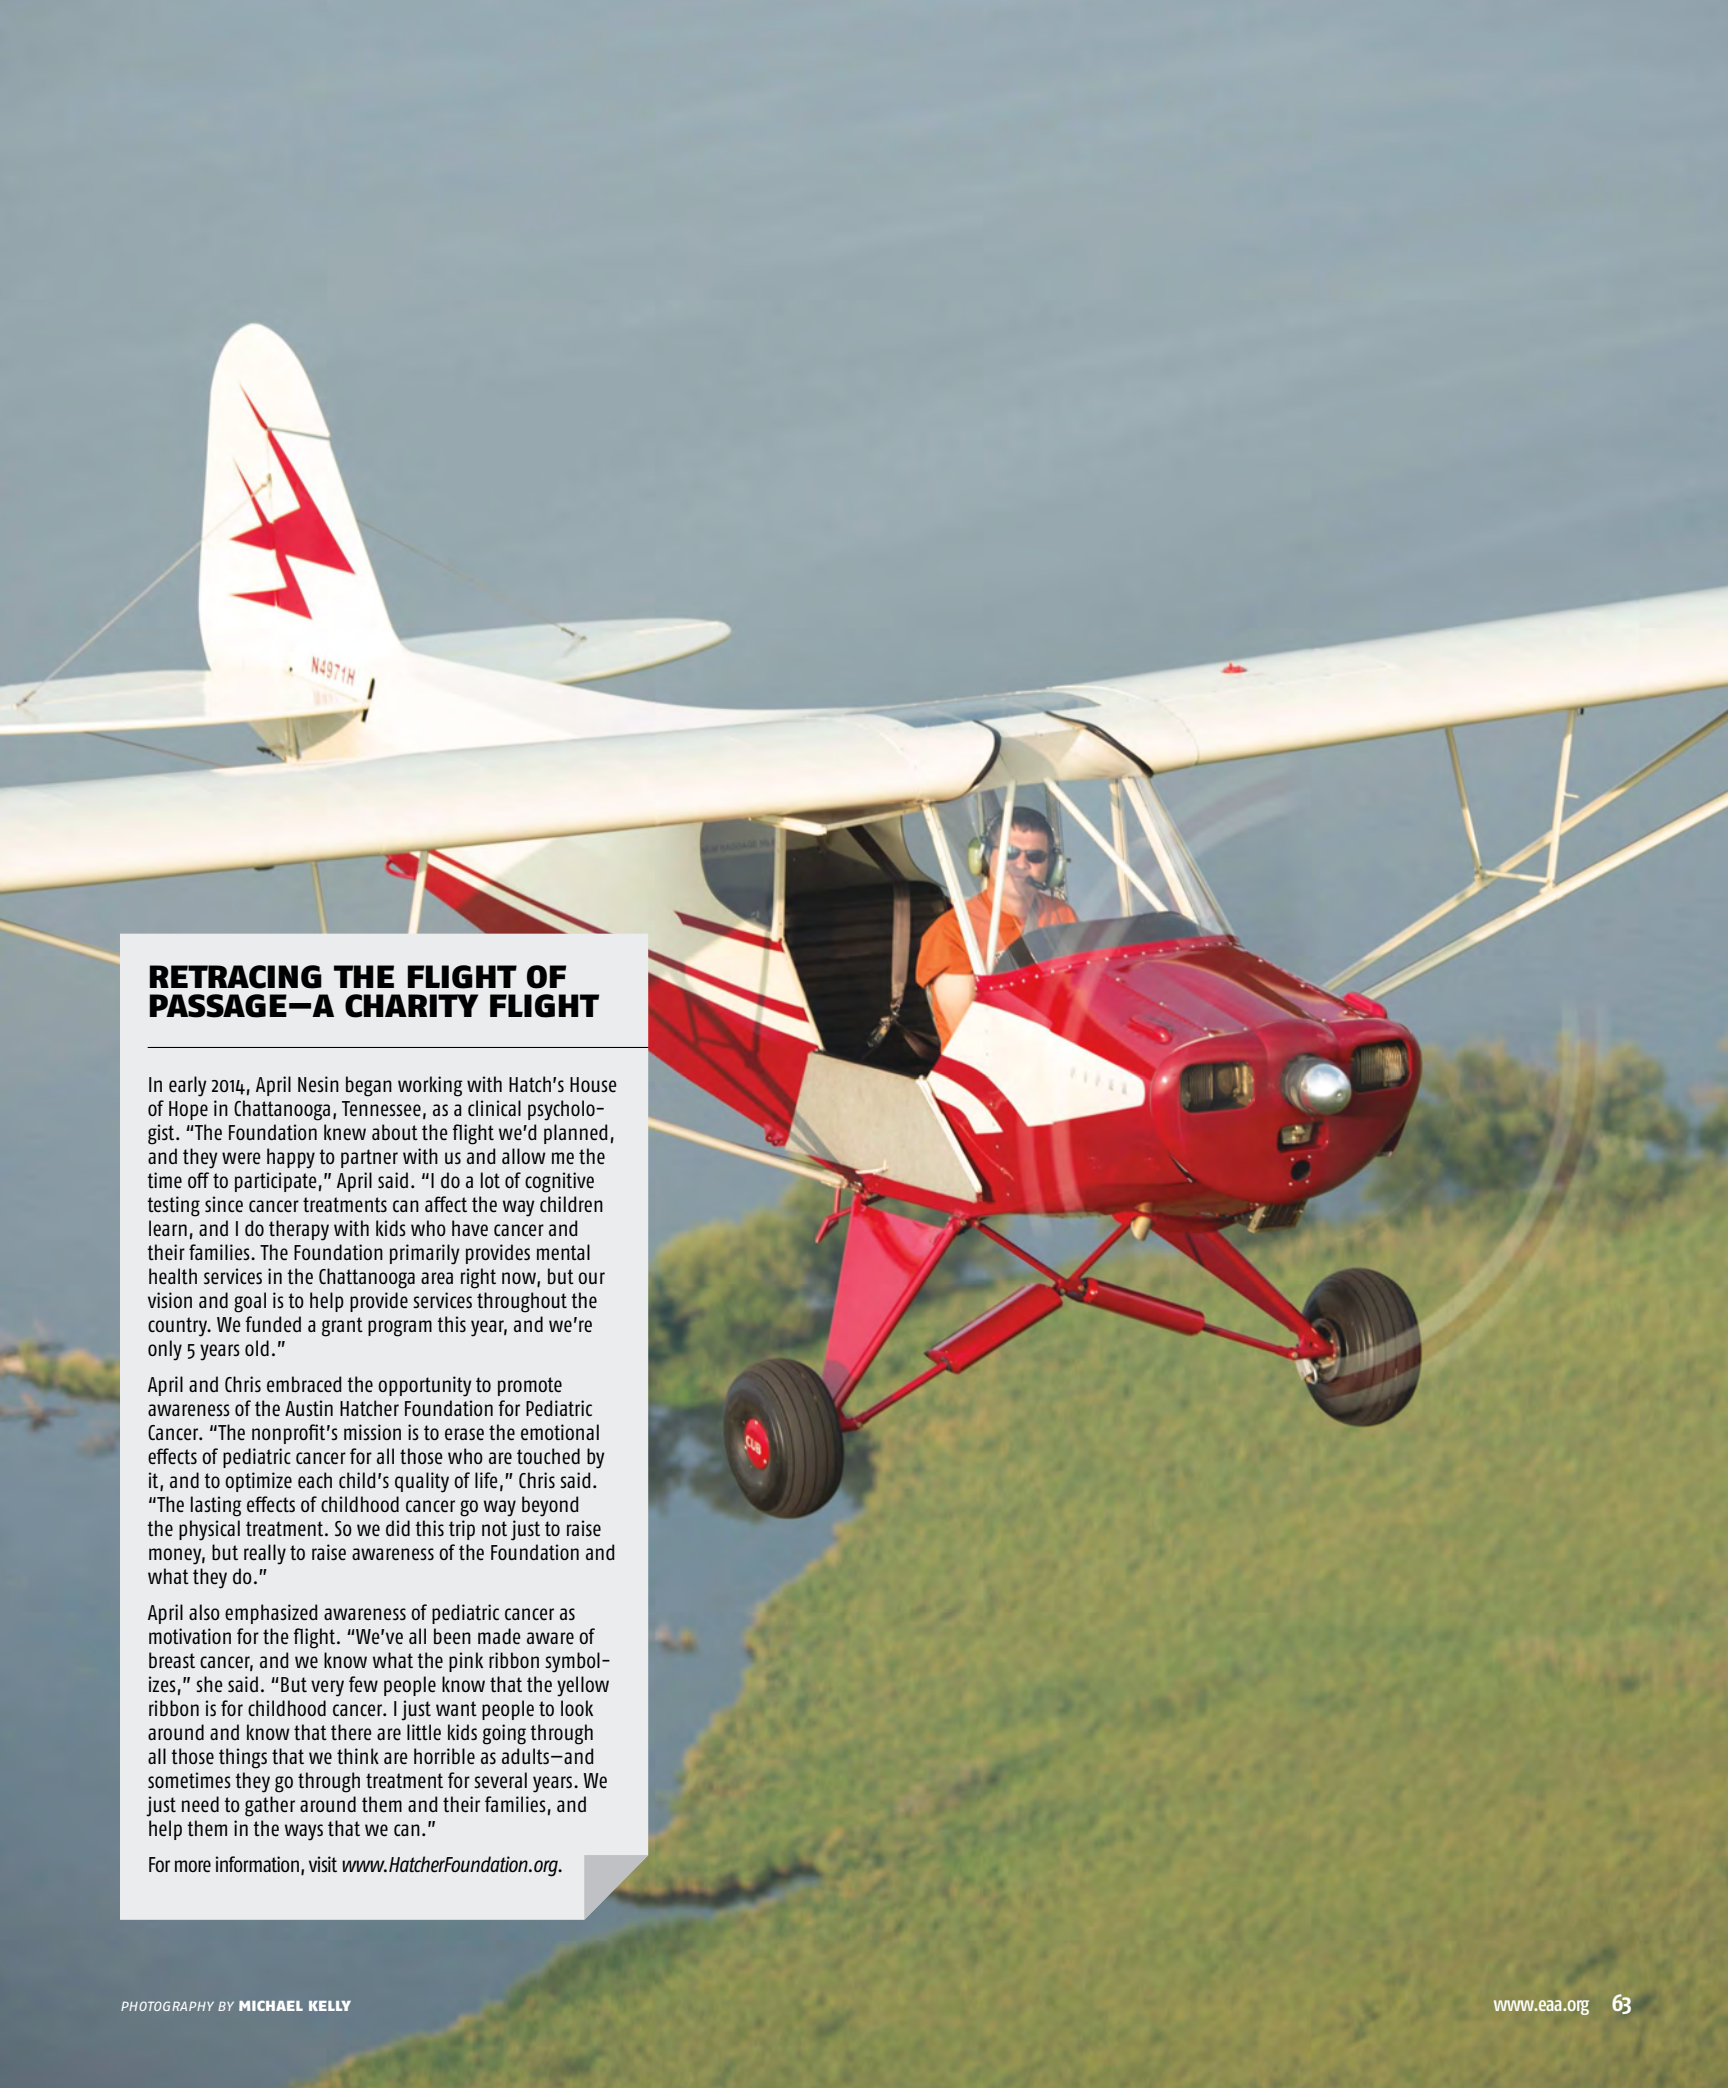 N4971H
PIPER
CUB
RETRACING THE FLIGHT OF
PASSAGE—A CHARITY FLIGHT
In early 2014, April Nesin began working with Hatch's House
of Hope in Chattanooga, Tennessee, as a clinical psycholo-
gist. “The Foundation knew about the flight we'd planned,
and they were happy to partner with us and allow me the
time off to participate,” April said. “I do a lot of cognitive
testing since cancer treatments can affect the way children
learn, and I do therapy with kids who have cancer and
their families. The Foundation primarily provides mental
health services in the Chattanooga area right now, but our
vision and goal is to help provide services throughout the
country. We funded a grant program this year, and we're
only 5 years old.”
April and Chris embraced the opportunity to promote
awareness of the Austin Hatcher Foundation for Pediatric
Cancer. “The nonprofit's mission is to erase the emotional
effects of pediatric cancer for all those who are touched by
it, and to optimize each child's quality of life,” Chris said.
“The lasting effects of childhood cancer go way beyond
the physical treatment. So we did this trip not just to raise
money, but really to raise awareness of the Foundation and
what they do.”
April also emphasized awareness of pediatric cancer as
motivation for the flight. “We've all been made aware of
breast cancer, and we know what the pink ribbon symbol-
izes,” she said. “But very few people know that the yellow
ribbon is for childhood cancer. I just want people to look
around and know that there are little kids going through
all those things that we think are horrible as adults—and
sometimes they go through treatment for several years. We
just need to gather around them and their families, and
help them in the ways that we can.”
For more information, visit www.HatcherFoundation.org.
PHOTOGRAPHY BY MICHAEL KELLY
www.eaa.org 63